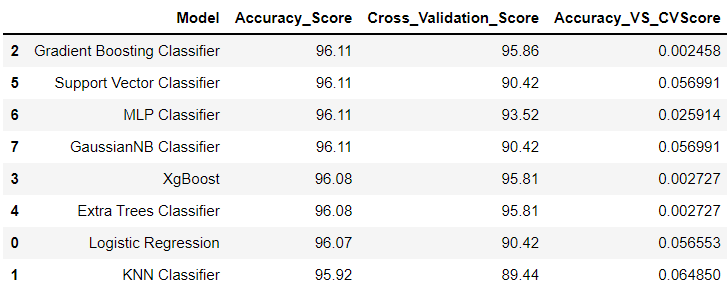 Model Accuracy_Score Cross_Validation_Score Accuracy_VS_CVScore
2 Gradient Boosting Classifier 96.11 95.86 0.002458
5 Support Vector Classifier 96.11 90.42 0.056991
6 MLP Classifier 96.11 93.52 0.025914
7 GaussianNB Classifier 96.11 90.42 0.056991
3 XgBoost 96.08 95.81 0.002727
4 Extra Trees Classifier 96.08 95.81 0.002727
0 Logistic Regression 96.07 90.42 0.056553
1 KNN Classifier 95.92 89.44 0.064850